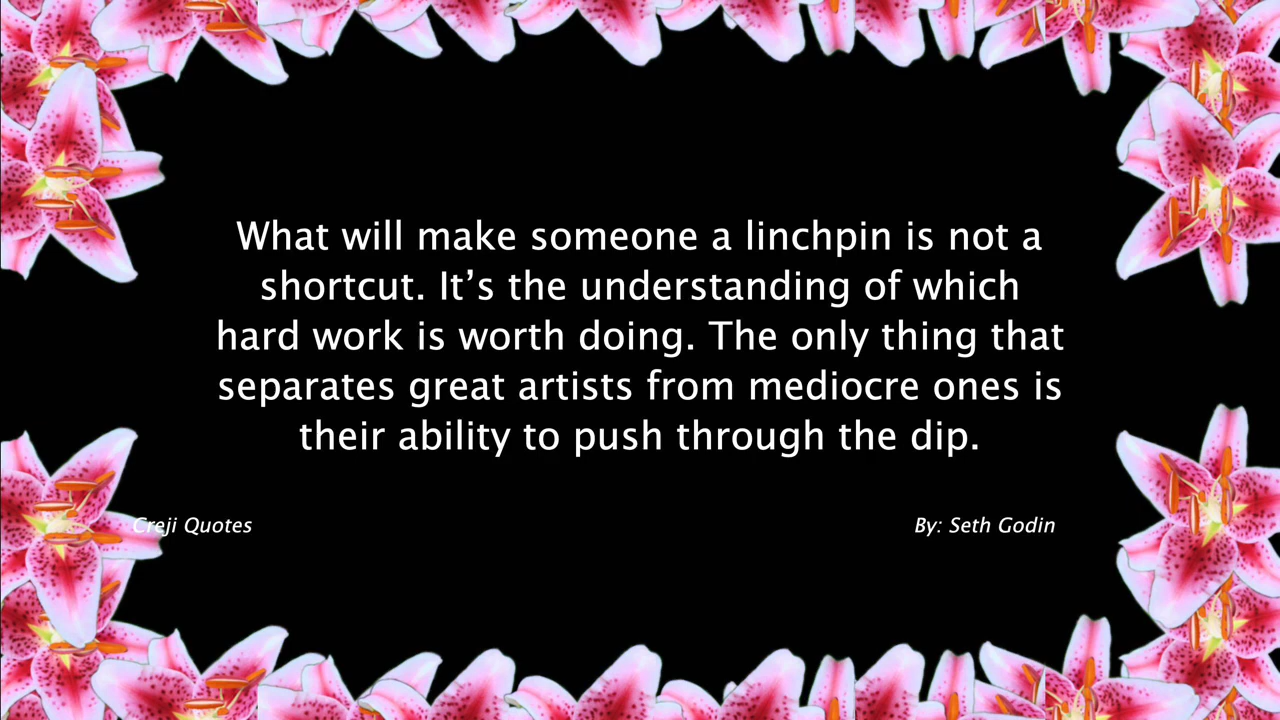 What will make someone a linchpin is not a
shortcut. It’s the understanding of which
hard work is worth doing. The only thing that
separates great artists from mediocre ones is
their ability to push through the dip.
Creji Quotes
By: Seth Godin